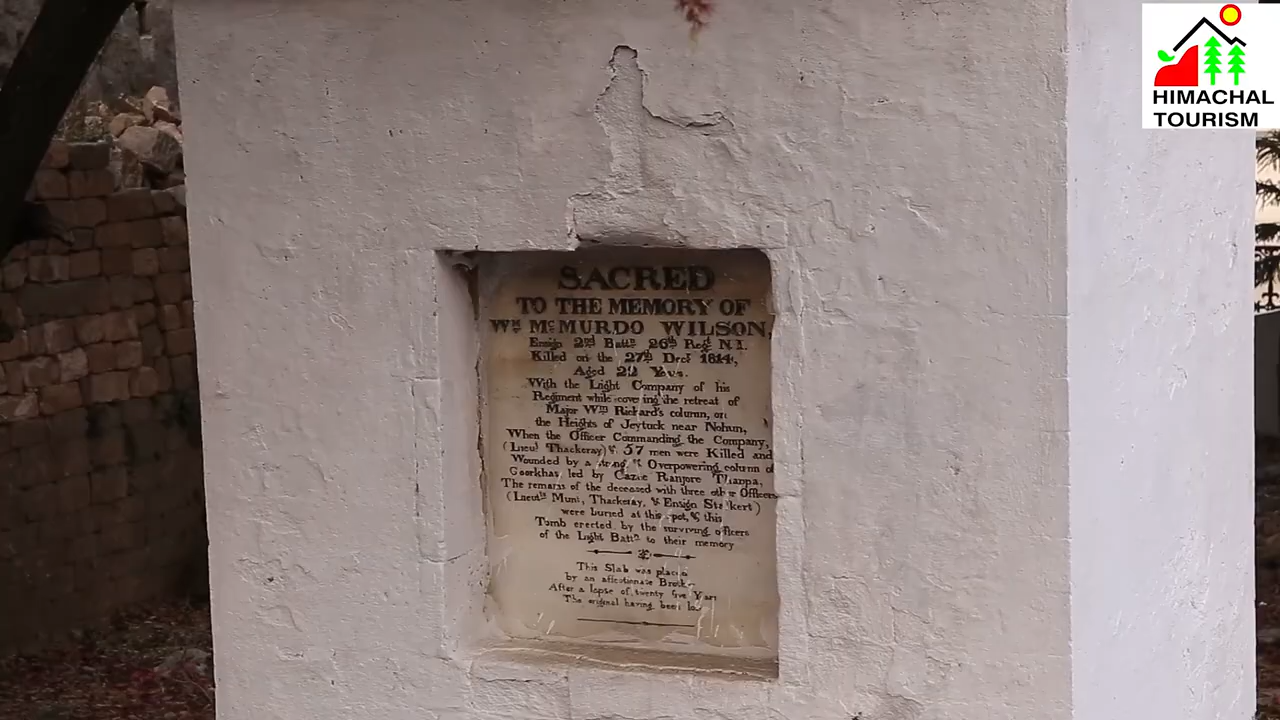 HIMACHAL
TOURISM
SACRED
TO THE MEMORY OF
Wm. McMURDO WILSON,
Ensign 2nd Battn. 26th Regt. N.I.
Killed on the 27th Decr. 1814,
Aged 22 Years.
With the Light Company of his
Regiment while covering the retreat of
Major Wm. Richard's column, on
the Heights of Jeytuck near Nohun,
When the Officer Commanding the Company,
(Lieut. Thackeray) & 57 men were Killed and
Wounded by a strong & Overpowering column of
Goorkhas, led by Cazee Runjore Thappa,
The remains of the deceased with three other Officers
(Lieuts. Munt, Thackeray, & Ensign Stalkert)
were buried at this spot, & this
Tomb erected by the surviving officers
of the Light Battn. to their memory
This Slab was placed
by an affectionate Brother
After a lapse of twenty five Years
The original having been lost